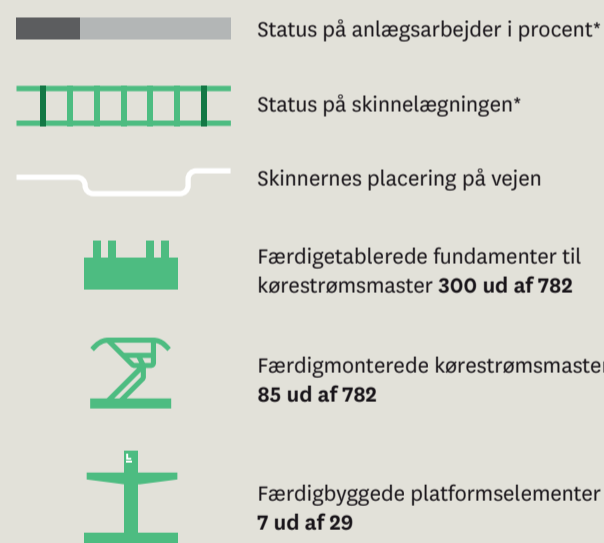 Status på anlægsarbejder i procent*
Status på skinnelægningen*
Skinnernes placering på vejen
Færdigetablerede fundamenter til
kørestrømsmaster 300 ud af 782
Færdigmonterede kørestrømsmaster
85 ud af 782
Færdigbyggede platformselementer
7 ud af 29